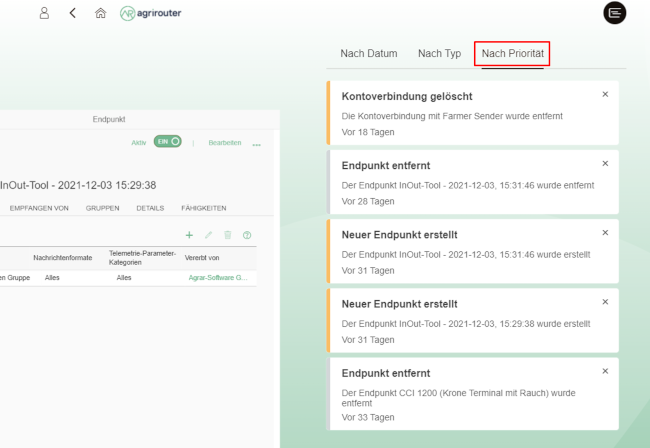 agrirouter
Endpunkt
Aktiv EIN | Bearbeiten ...
InOut-Tool - 2021-12-03 15:29:38
EMPFANGEN VON GRUPPEN DETAILS FÄHIGKEITEN
Nachrichtenformate Telemetrie-Parameter-
Kategorien Vererbt von
en Gruppe Alles Alles Agrar-Software G...
Nach Datum Nach Typ Nach Priorität
Kontoverbindung gelöscht
Die Kontoverbindung mit Farmer Sender wurde entfernt
Vor 18 Tagen
Endpunkt entfernt
Der Endpunkt InOut-Tool - 2021-12-03, 15:31:46 wurde entfernt
Vor 28 Tagen
Neuer Endpunkt erstellt
Der Endpunkt InOut-Tool - 2021-12-03, 15:31:46 wurde erstellt
Vor 31 Tagen
Neuer Endpunkt erstellt
Der Endpunkt InOut-Tool - 2021-12-03, 15:29:38 wurde erstellt
Vor 31 Tagen
Endpunkt entfernt
Der Endpunkt CCI 1200 (Krone Terminal mit Rauch) wurde
entfernt
Vor 33 Tagen